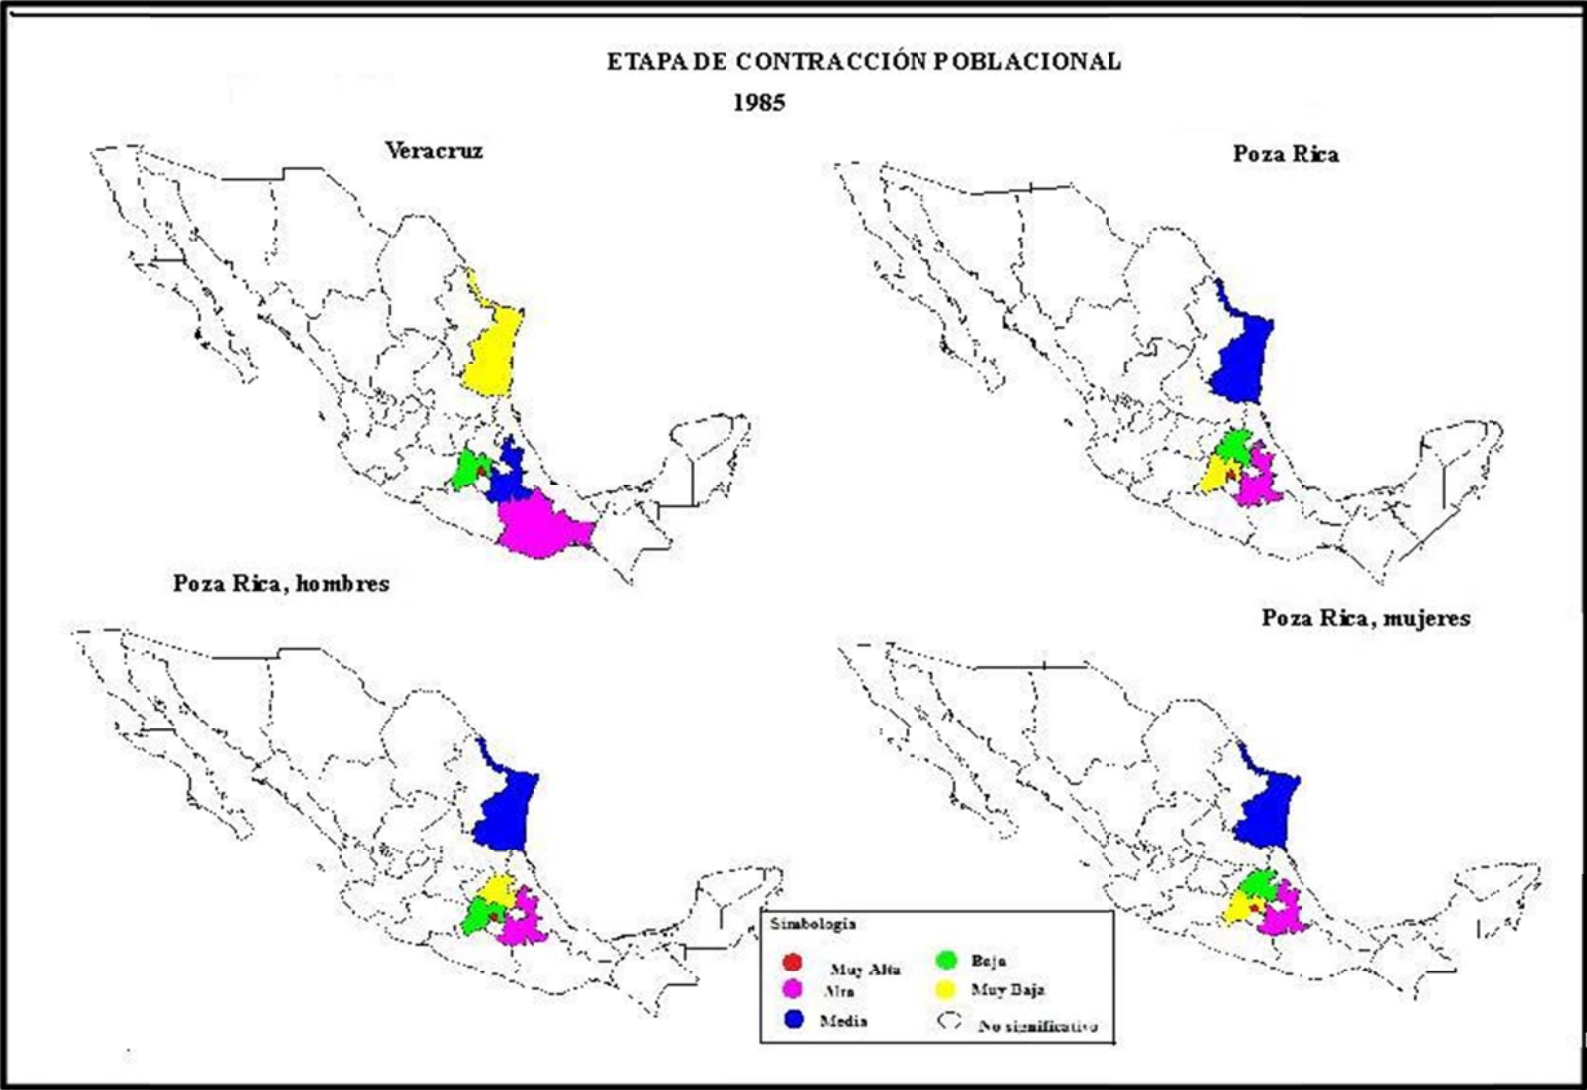 ETAPA DE CONTRACCIÓN POBLACIONAL
1985
Veracruz
Poza Rica
Poza Rica, hombres
Poza Rica, mujeres
Simbología
Muy Alta
Alta
Media
Baja
Muy Baja
No significativo